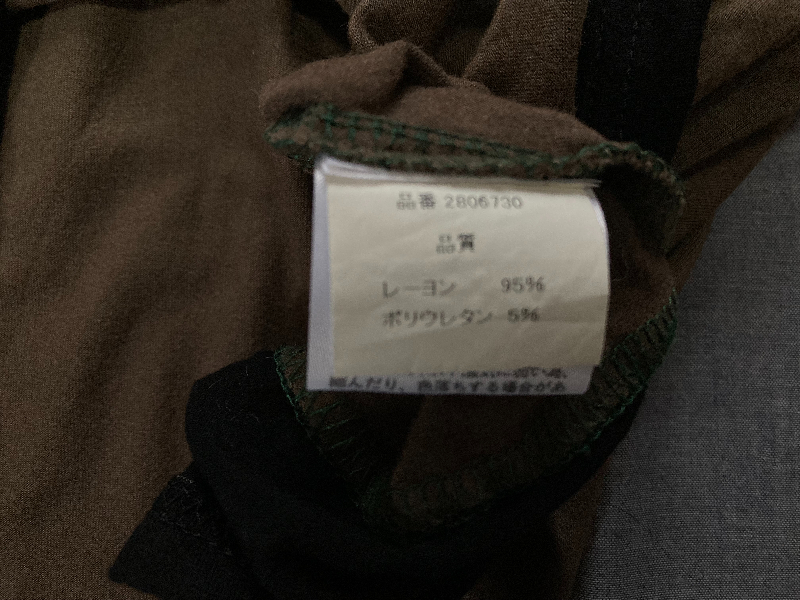 品番 2806730
品質
レーヨン 95%
ポリウレタン 5%
縮んだり、色落ちする場合があ